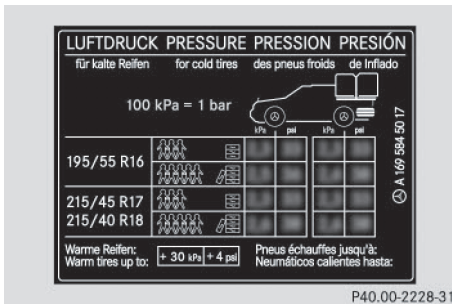 LUFTDRUCK PRESSURE PRESSION PRESIÓN
für kalte Reifen for cold tires des pneus froids de Inflado
100 kPa = 1 bar
kPa psi kPa psi
195/55 R16
215/45 R17
215/40 R18
Warme Reifen: Pneus échauffes jusqu'à:
Warm tires up to: + 30 kPa + 4 psi Neumáticos calientes hasta:
A 169 584 50 17
P40.00-2228-31